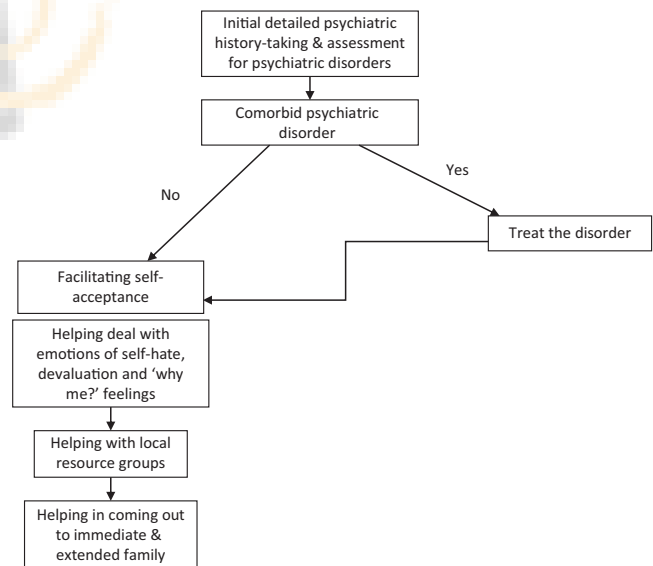 Initial detailed psychiatric
history-taking & assessment
for psychiatric disorders
Comorbid psychiatric
disorder
No
Yes
Treat the disorder
Facilitating self-
acceptance
Helping deal with
emotions of self-hate,
devaluation and ‘why
me?’ feelings
Helping with local
resource groups
Helping in coming out
to immediate &
extended family